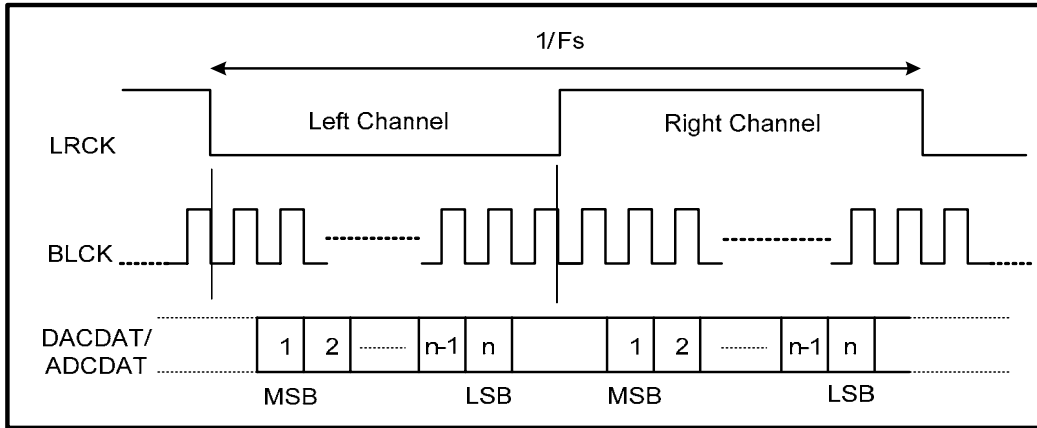 1/Fs
LRCK
Left Channel
Right Channel
BLCK
DACDAT/
ADCDAT
1 2 n-1 n 1 2 n-1 n
MSB LSB MSB LSB